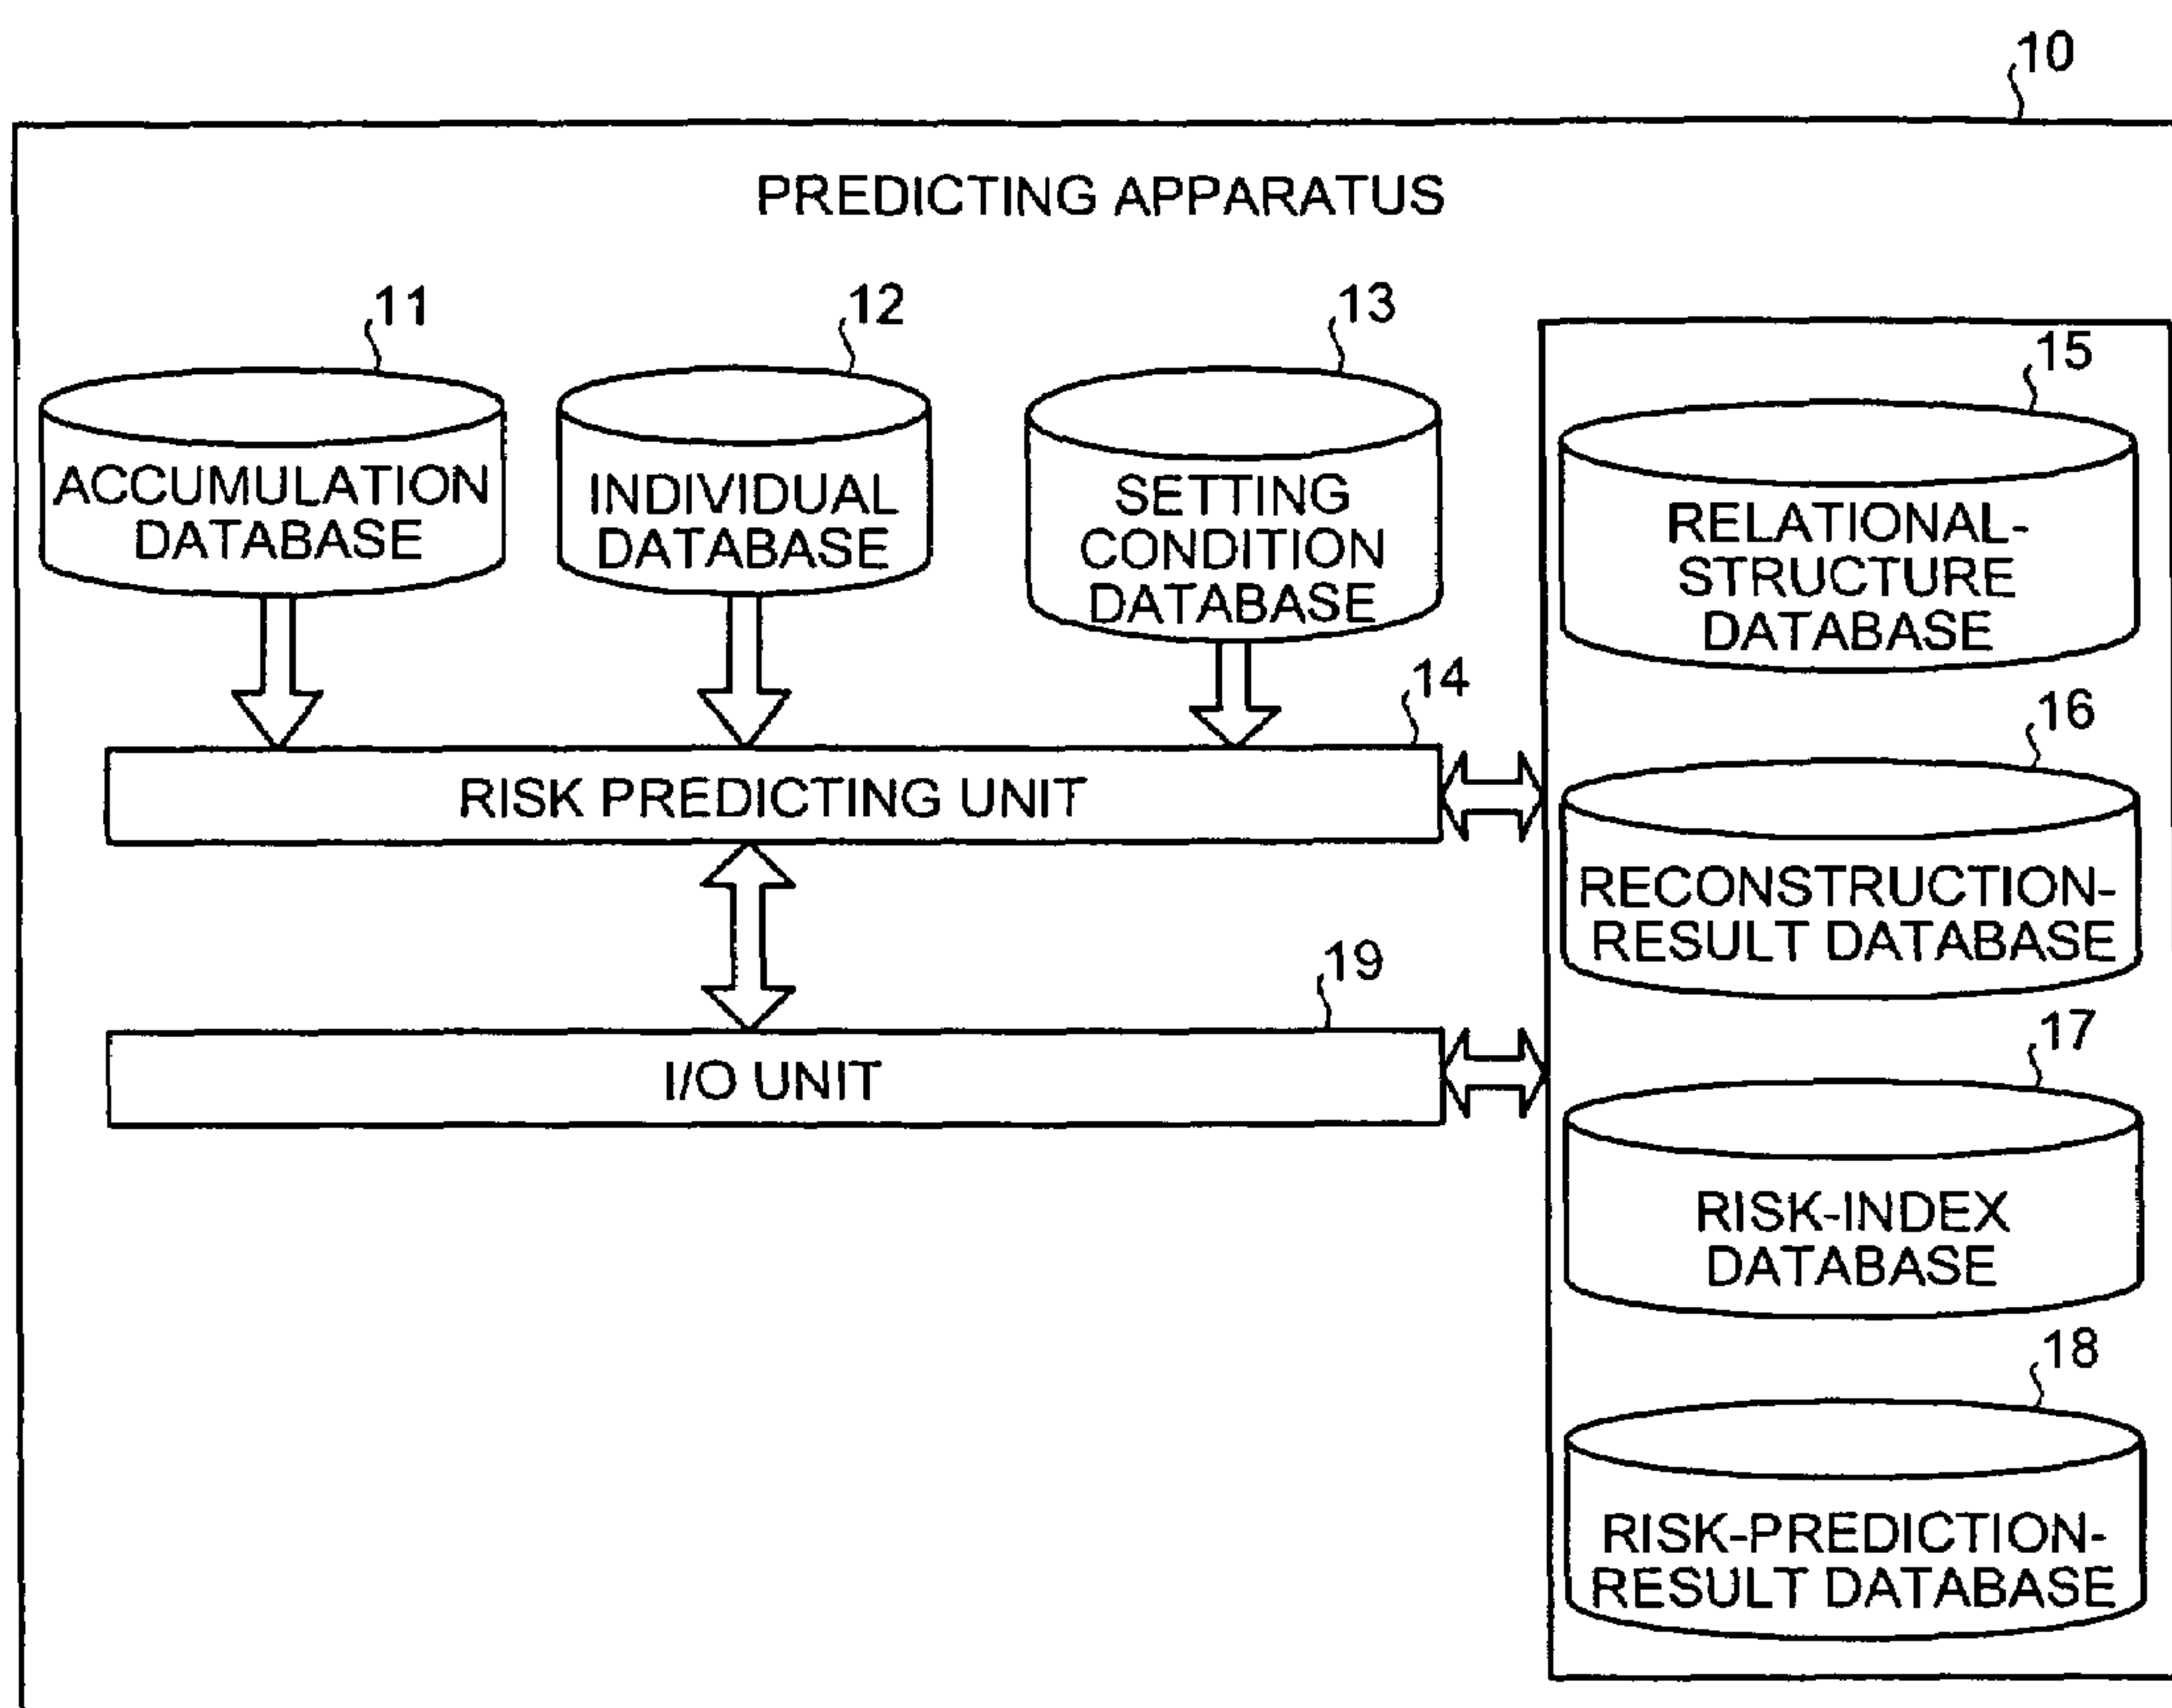 10
PREDICTING APPARATUS
11
12
13
ACCUMULATION
DATABASE
INDIVIDUAL
DATABASE
SETTING
CONDITION
DATABASE
14
RISK PREDICTING UNIT
19
I/O UNIT
15
RELATIONAL-
STRUCTURE
DATABASE
16
RECONSTRUCTION-
RESULT DATABASE
17
RISK-INDEX
DATABASE
18
RISK-PREDICTION-
RESULT DATABASE